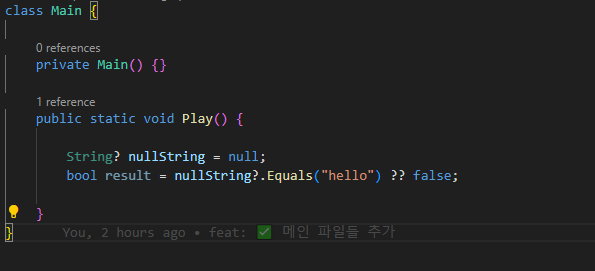 class Main {
0 references
private Main() {}
1 reference
public static void Play() {
String? nullString = null;
bool result = nullString?.Equals("hello") ?? false;
}
}
You, 2 hours ago • feat: ✅ 메인 파일들 추가